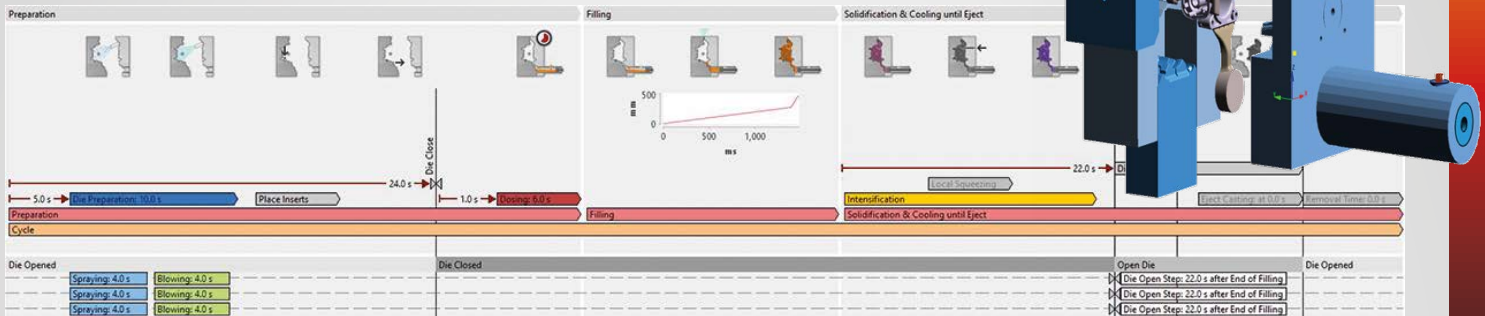 Preparation
Filling
Solidification & Cooling until Eject
500
mm
0
0 500 1,000
ms
Die Close
24.0 s
22.0 s
Local Squeezing
5.0 s
Die Preparation: 10.0 s
Place Inserts
1.0 s
Dosing: 6.0 s
Intensification
Eject Casting: at 0.0 s
Removal Time: 0.0 s
Preparation
Filling
Solidification & Cooling until Eject
Cycle
Die Opened
Die Closed
Open Die
Die Opened
Spraying: 4.0 s
Blowing: 4.0 s
Die Open Step: 22.0 s after End of Filling
Spraying: 4.0 s
Blowing: 4.0 s
Die Open Step: 22.0 s after End of Filling
Spraying: 4.0 s
Blowing: 4.0 s
Die Open Step: 22.0 s after End of Filling